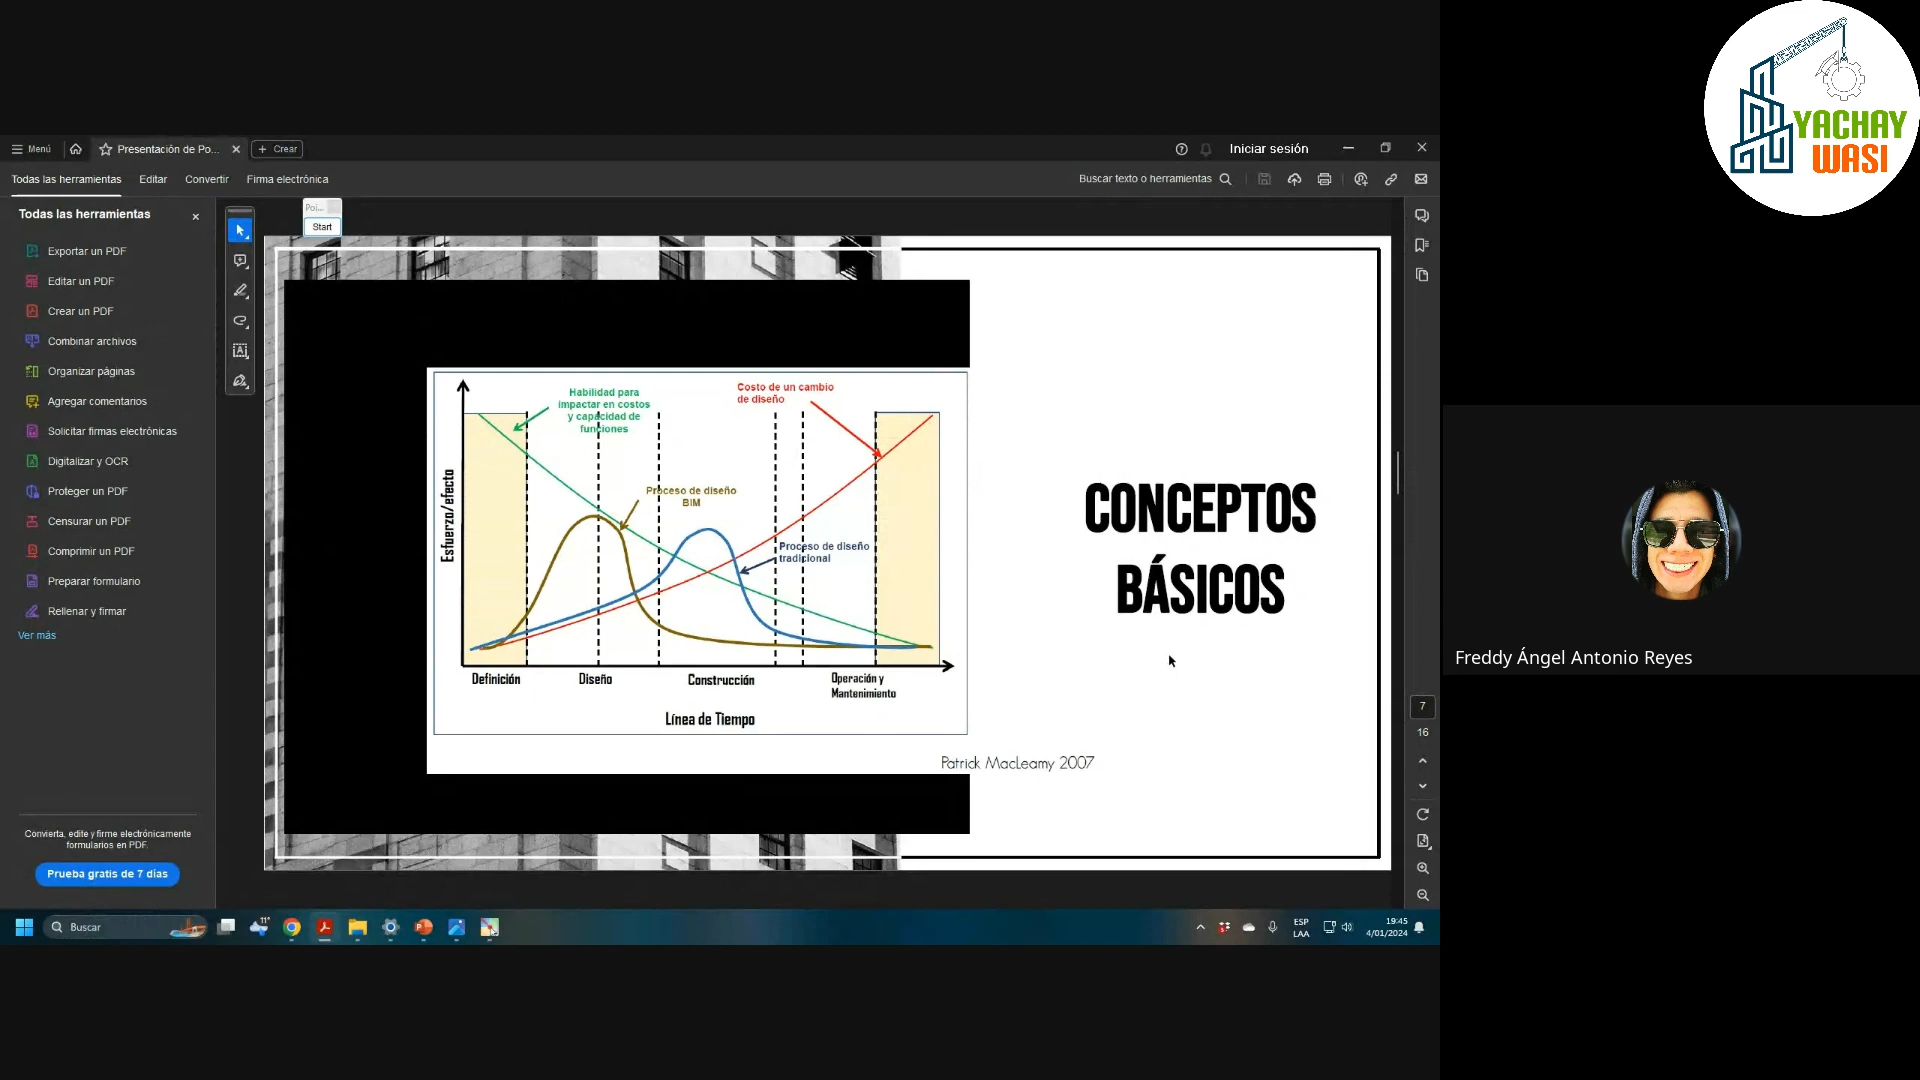 YACHAY
WASI
Menú
Presentación de Po...
Crear
Iniciar sesión
Todas las herramientas
Editar
Convertir
Firma electrónica
Buscar texto o herramientas
Todas las herramientas
Poi...
Start
Exportar un PDF
Editar un PDF
Crear un PDF
Combinar archivos
Organizar páginas
Agregar comentarios
Solicitar firmas electrónicas
Digitalizar y OCR
Proteger un PDF
Censurar un PDF
Comprimir un PDF
Preparar formulario
Rellenar y firmar
Ver más
Convierta, edite y firme electrónicamente
formularios en PDF.
Prueba gratis de 7 días
Habilidad para
impactar en costos
y capacidad de
funciones
Costo de un cambio
de diseño
Proceso de diseño
BIM
Proceso de diseño
tradicional
Esfuerzo/efecto
Definición
Diseño
Construcción
Operación y
Mantenimiento
Línea de Tiempo
Patrick MacLeamy 2007
CONCEPTOS
BÁSICOS
7
16
Freddy Ángel Antonio Reyes
Buscar
11°
ESP
LAA
19:45
4/01/2024